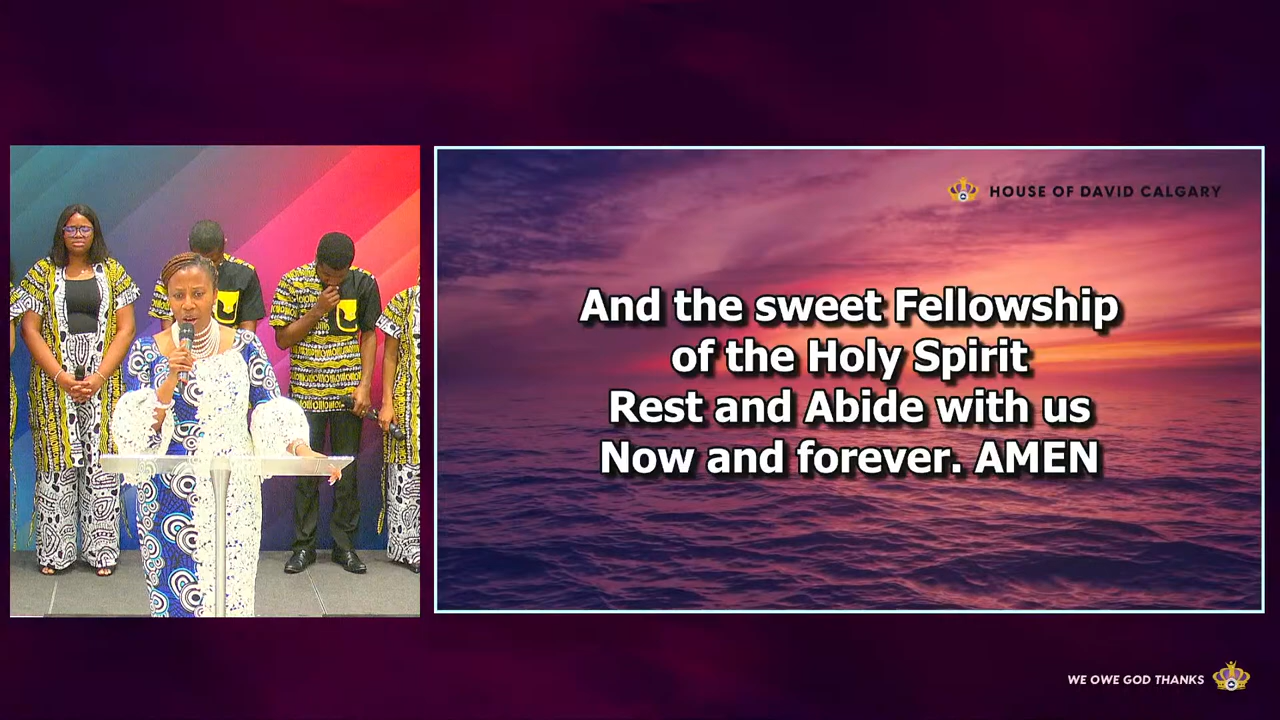 HOUSE OF DAVID CALGARY
And the sweet Fellowship
of the Holy Spirit
Rest and Abide with us
Now and forever. AMEN
WE OWE GOD THANKS